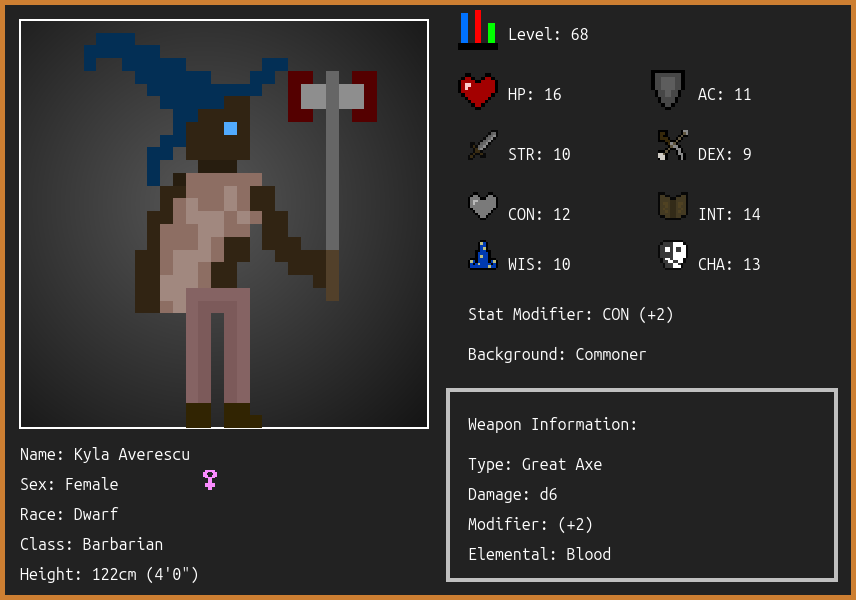 Level: 68
HP: 16
AC: 11
STR: 10
DEX: 9
CON: 12
INT: 14
WIS: 10
CHA: 13
Stat Modifier: CON (+2)
Background: Commoner
Weapon Information:
Type: Great Axe
Damage: d6
Modifier: (+2)
Elemental: Blood
Name: Kyla Averescu
Sex: Female
Race: Dwarf
Class: Barbarian
Height: 122cm (4'0")